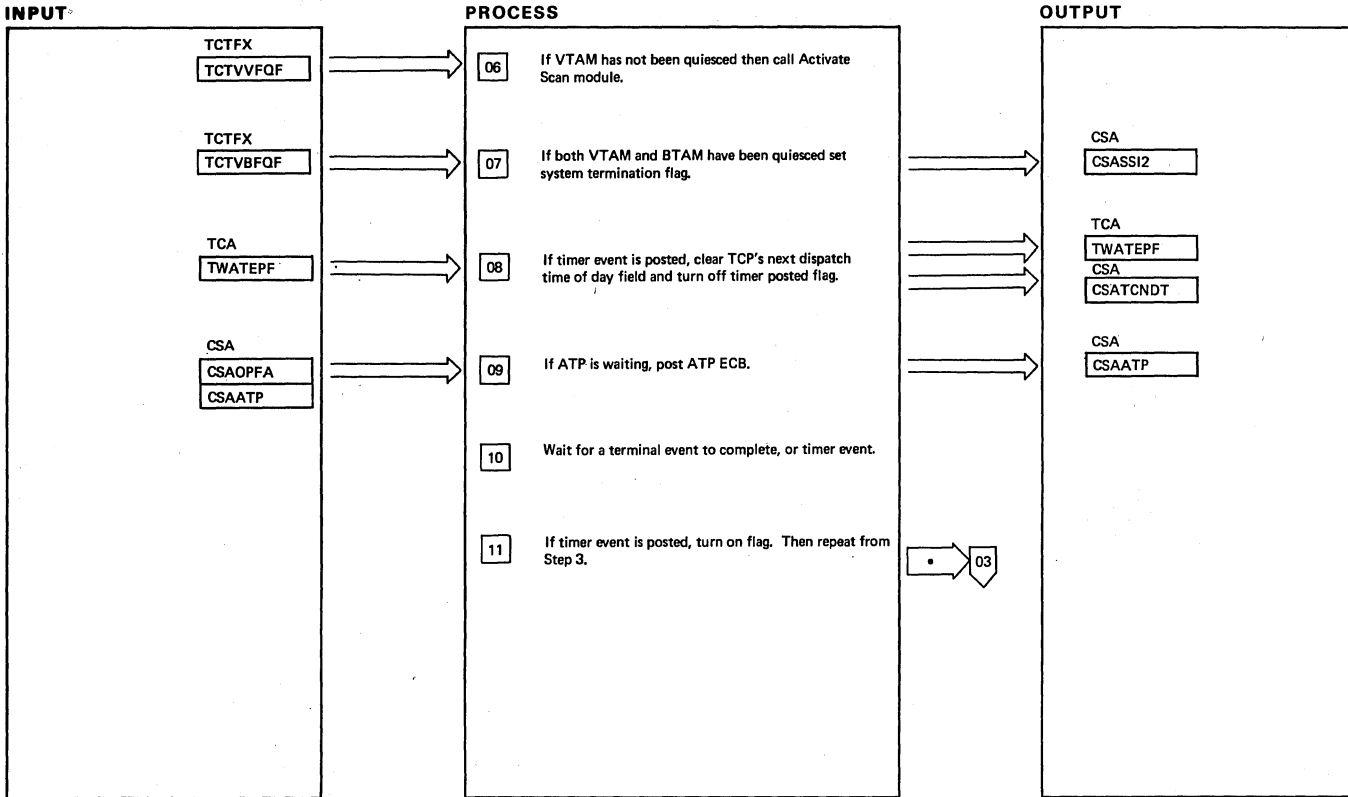 INPUT
PROCESS
OUTPUT
TCTFX
TCTVVFQF
06
If VTAM has not been quiesced then call Activate
Scan module.
TCTFX
TCTVBFQF
07
If both VTAM and BTAM have been quiesced set
system termination flag.
CSA
CSASSI2
TCA
TWATEPF
08
If timer event is posted, clear TCP's next dispatch
time of day field and turn off timer posted flag.
TCA
TWATEPF
CSA
CSATCNDT
CSA
CSAOPFA
CSAATP
09
If ATP is waiting, post ATP ECB.
CSA
CSAATP
10
Wait for a terminal event to complete, or timer event.
11
If timer event is posted, turn on flag. Then repeat from
Step 3.
03